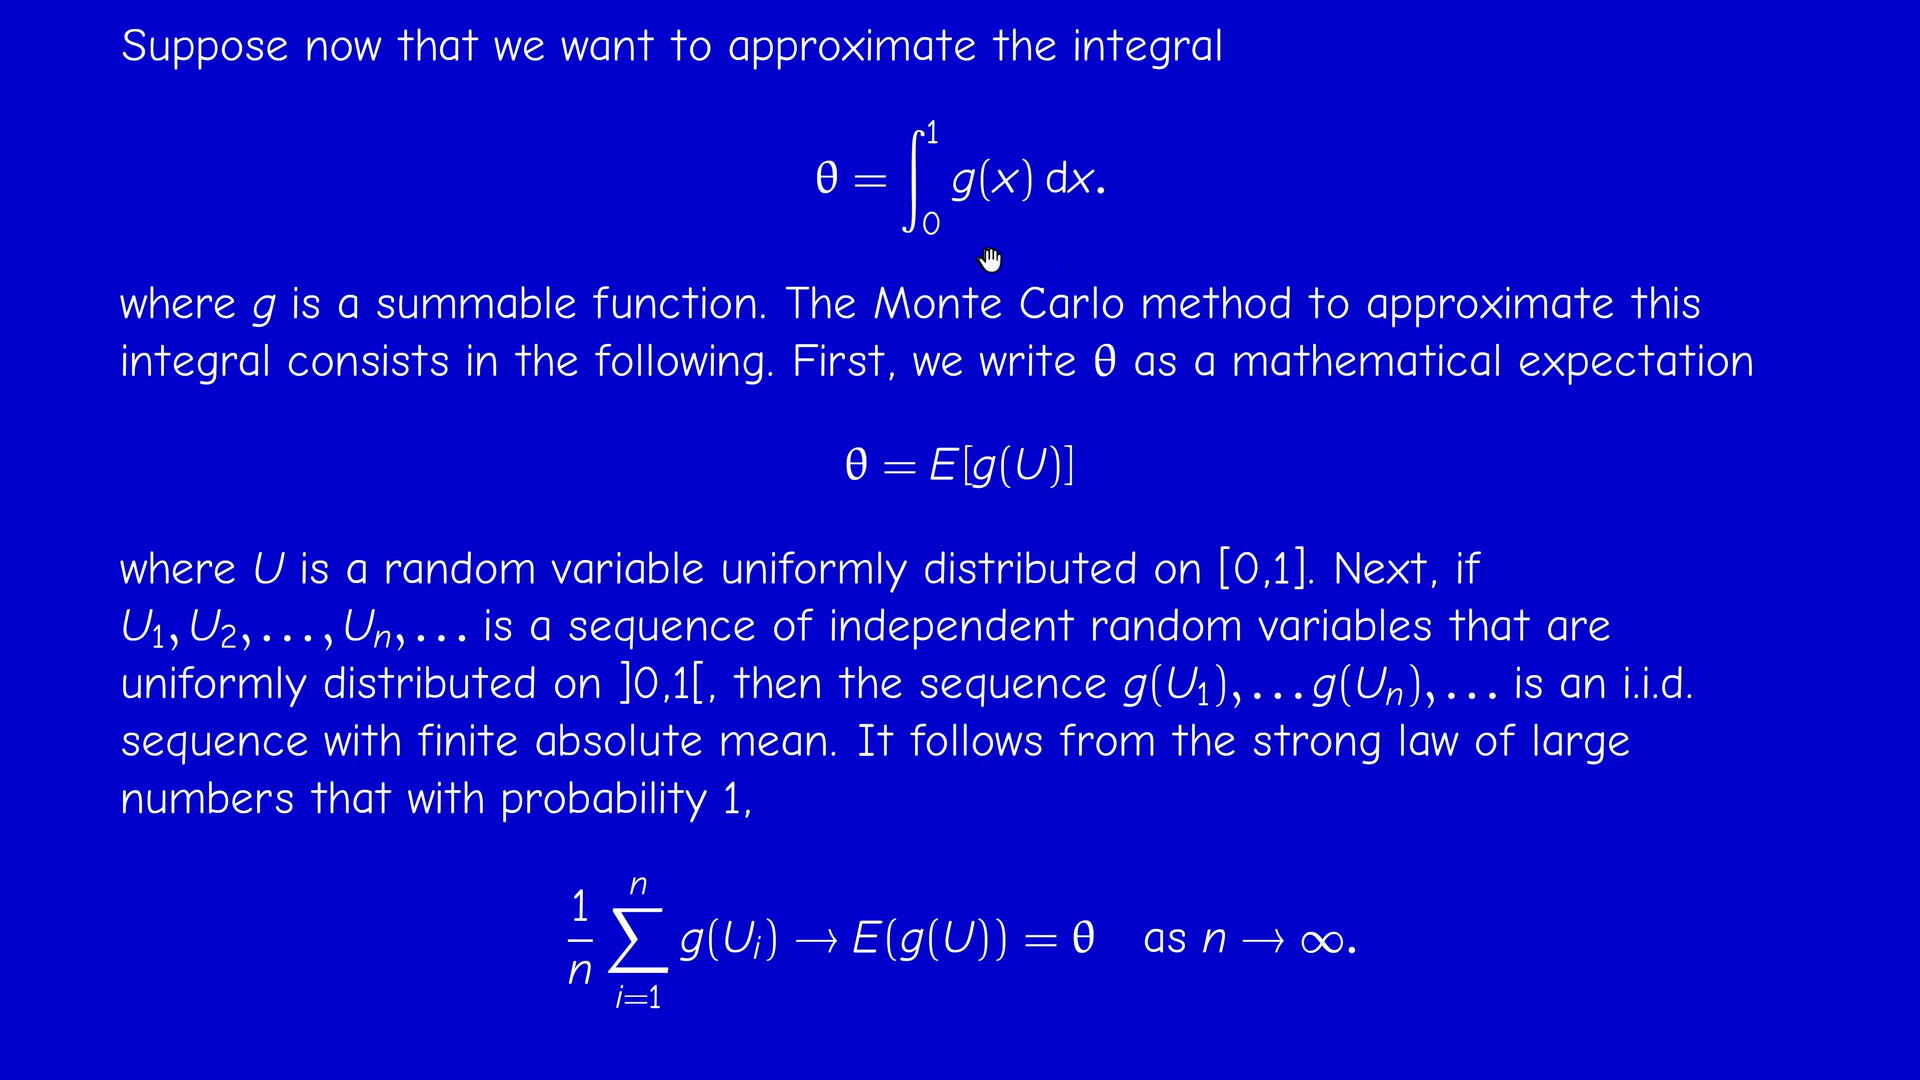 Suppose now that we want to approximate the integral
θ = ∫₀¹ g(x) dx.
where g is a summable function. The Monte Carlo method to approximate this
integral consists in the following. First, we write θ as a mathematical expectation
θ = E[g(U)]
where U is a random variable uniformly distributed on [0,1]. Next, if
U₁, U₂, ..., Uₙ, ... is a sequence of independent random variables that are
uniformly distributed on ]0,1[, then the sequence g(U₁), ... g(Uₙ), ... is an i.i.d.
sequence with finite absolute mean. It follows from the strong law of large
numbers that with probability 1,
1/n ∑ᵢ₌₁ⁿ g(Uᵢ) → E(g(U)) = θ as n → ∞.